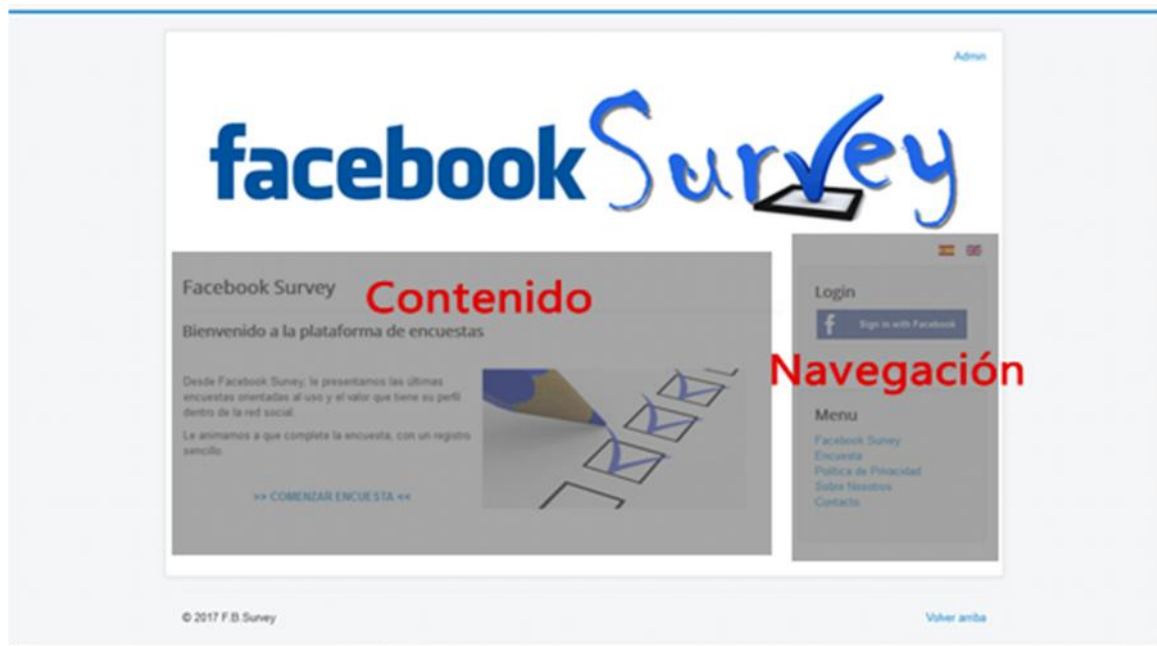 Admin
facebook Survey
Facebook Survey
Contenido
Bienvenido a la plataforma de encuestas
Desde Facebook Survey, le presentamos las últimas
encuestas orientadas al uso y el valor que tiene su perfil
dentro de la red social.
Le animamos a que complete la encuesta, con un registro
sencillo.
>> COMENZAR ENCUESTA <<
Login
f Sign in with Facebook
Navegación
Menu
Facebook Survey
Encuesta
Política de Privacidad
Sobre Nosotros
Contacto
© 2017 F.B.Survey
Volver arriba